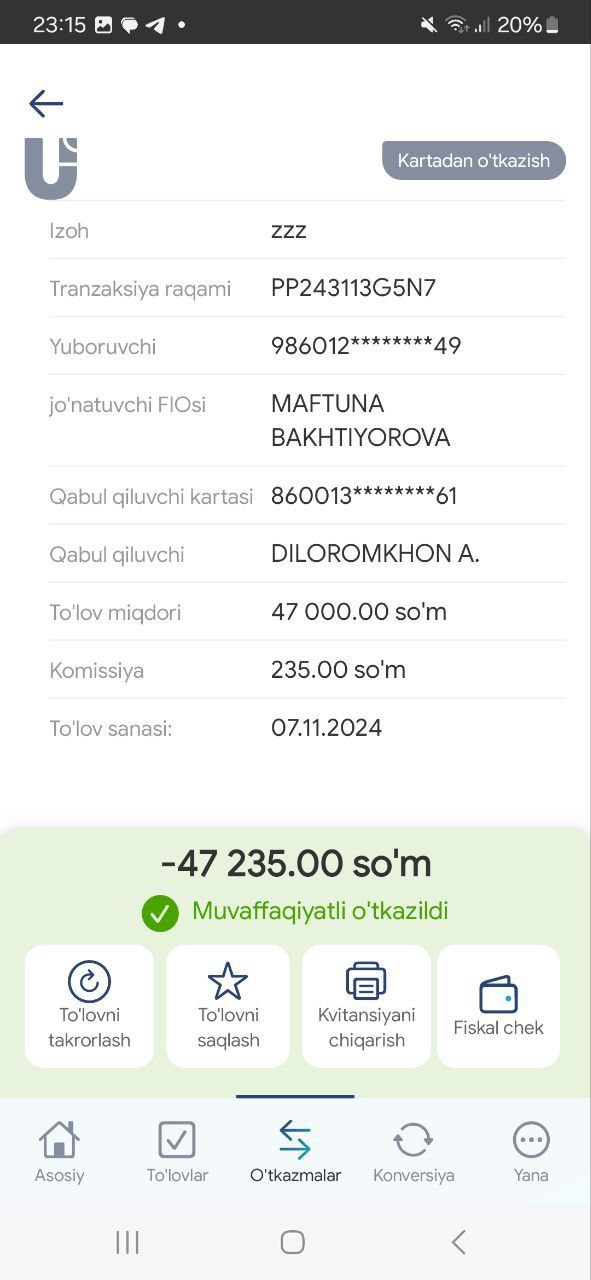 23:15 20%
Kartadan o'tkazish
Izoh zzz
Tranzaksiya raqami PP243113G5N7
Yuboruvchi 986012********49
jo'natuvchi FIOsi MAFTUNA
BAKHTIYOROVA
Qabul qiluvchi kartasi 860013********61
Qabul qiluvchi DILOROMKHON A.
To'lov miqdori 47 000.00 so'm
Komissiya 235.00 so'm
To'lov sanasi: 07.11.2024
-47 235.00 so'm
Muvaffaqiyatli o'tkazildi
To'lovni takrorlash
To'lovni saqlash
Kvitansiyani chiqarish
Fiskal chek
Asosiy To'lovlar O'tkazmalar Konversiya Yana